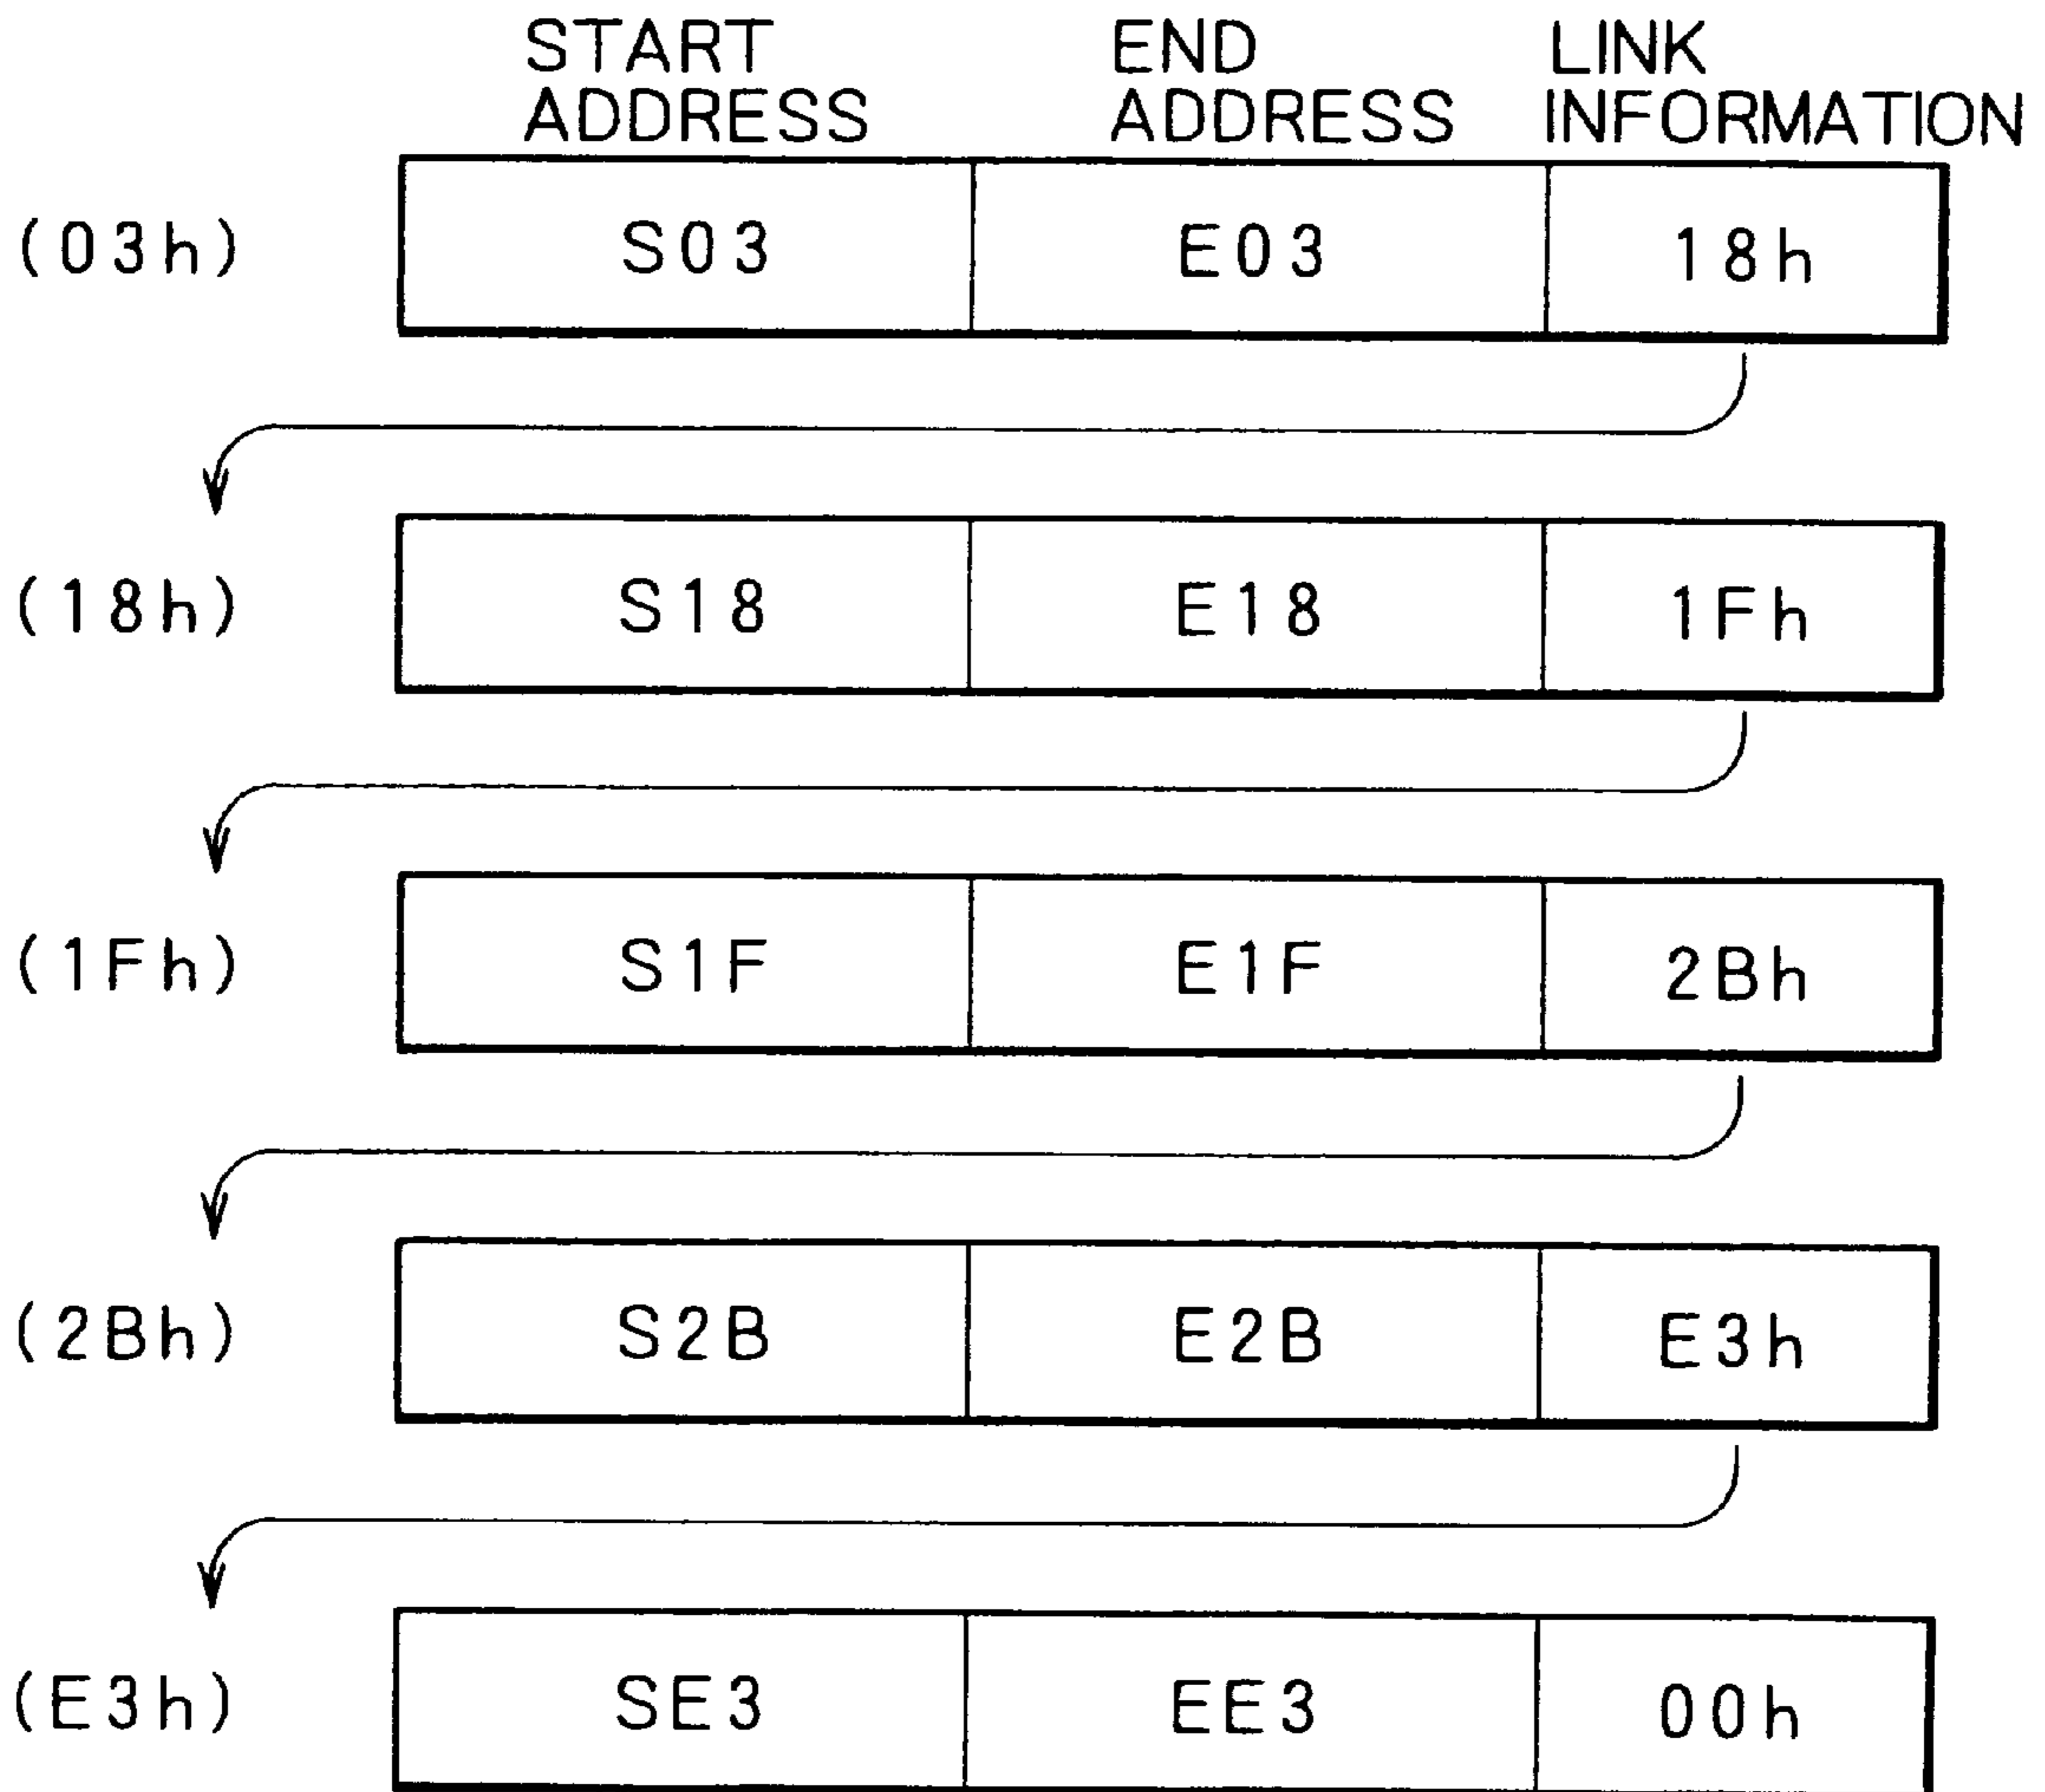 START END LINK
ADDRESS ADDRESS INFORMATION
(03h) S03 E03 18h
(18h) S18 E18 1Fh
(1Fh) S1F E1F 2Bh
(2Bh) S2B E2B E3h
(E3h) SE3 EE3 00h